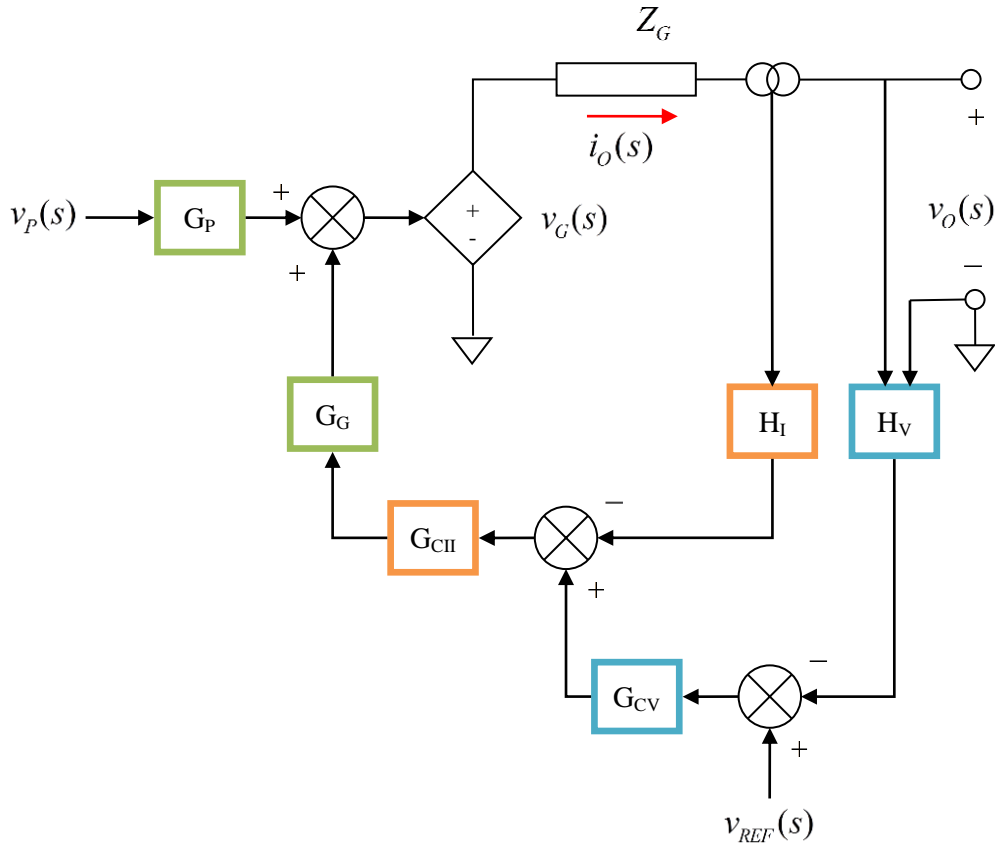 Z_G
i_O(s)
+
v_P(s)
G_P
+
+
+
-
v_G(s)
v_O(s)
−
G_G
H_I
H_V
G_CII
−
+
G_CV
−
+
v_REF(s)